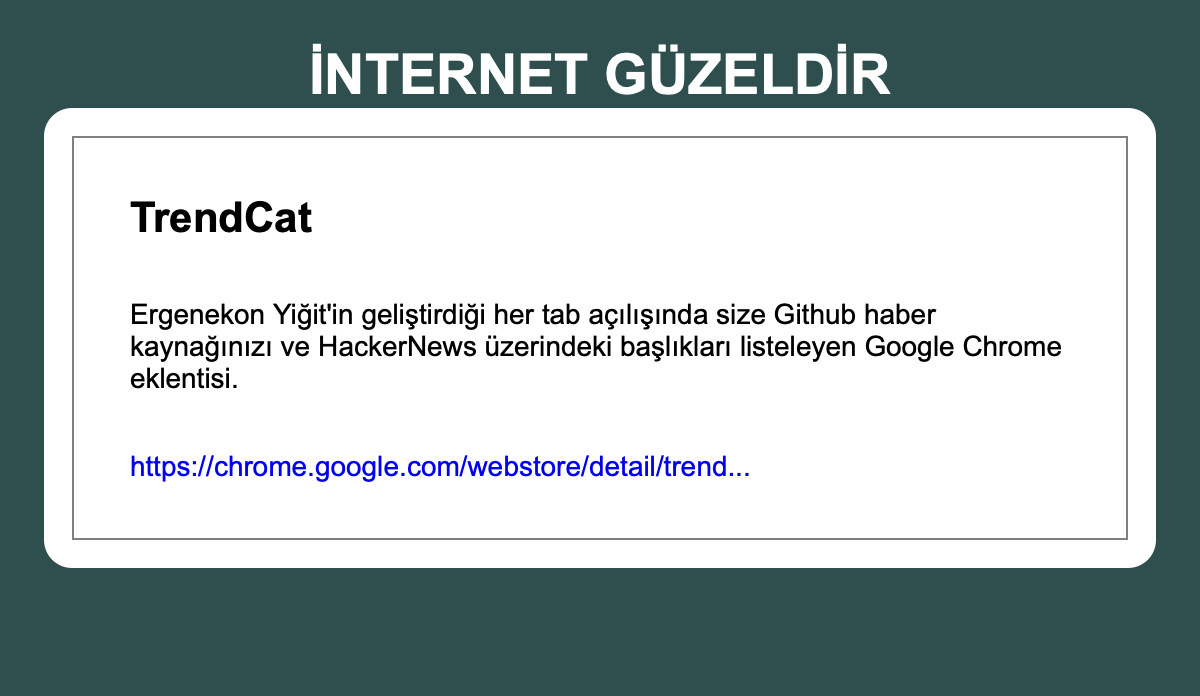 İNTERNET GÜZELDİR
TrendCat
Ergenekon Yiğit'in geliştirdiği her tab açılışında size Github haber
kaynağınızı ve HackerNews üzerindeki başlıkları listeleyen Google Chrome
eklentisi.
https://chrome.google.com/webstore/detail/trend...